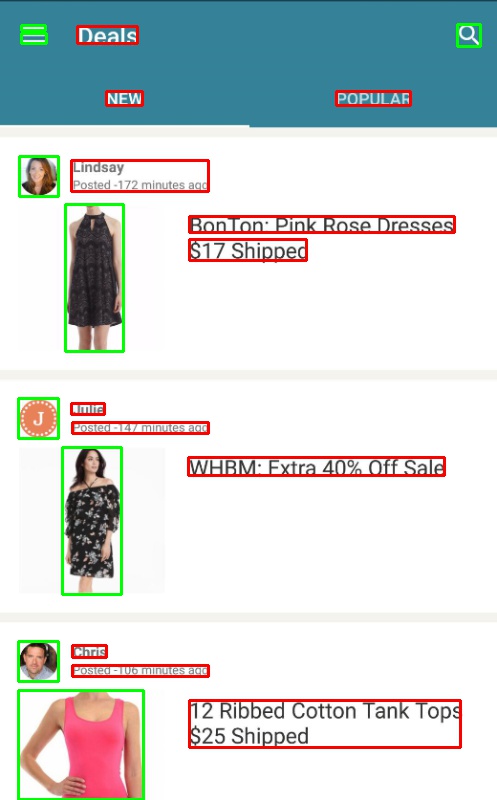 Deals
NEW
POPULAR
Lindsay
Posted -172 minutes ago
BonTon: Pink Rose Dresses
$17 Shipped
J
Julie
Posted -147 minutes ago
WHBM: Extra 40% Off Sale
Chris
Posted -106 minutes ago
12 Ribbed Cotton Tank Tops
$25 Shipped